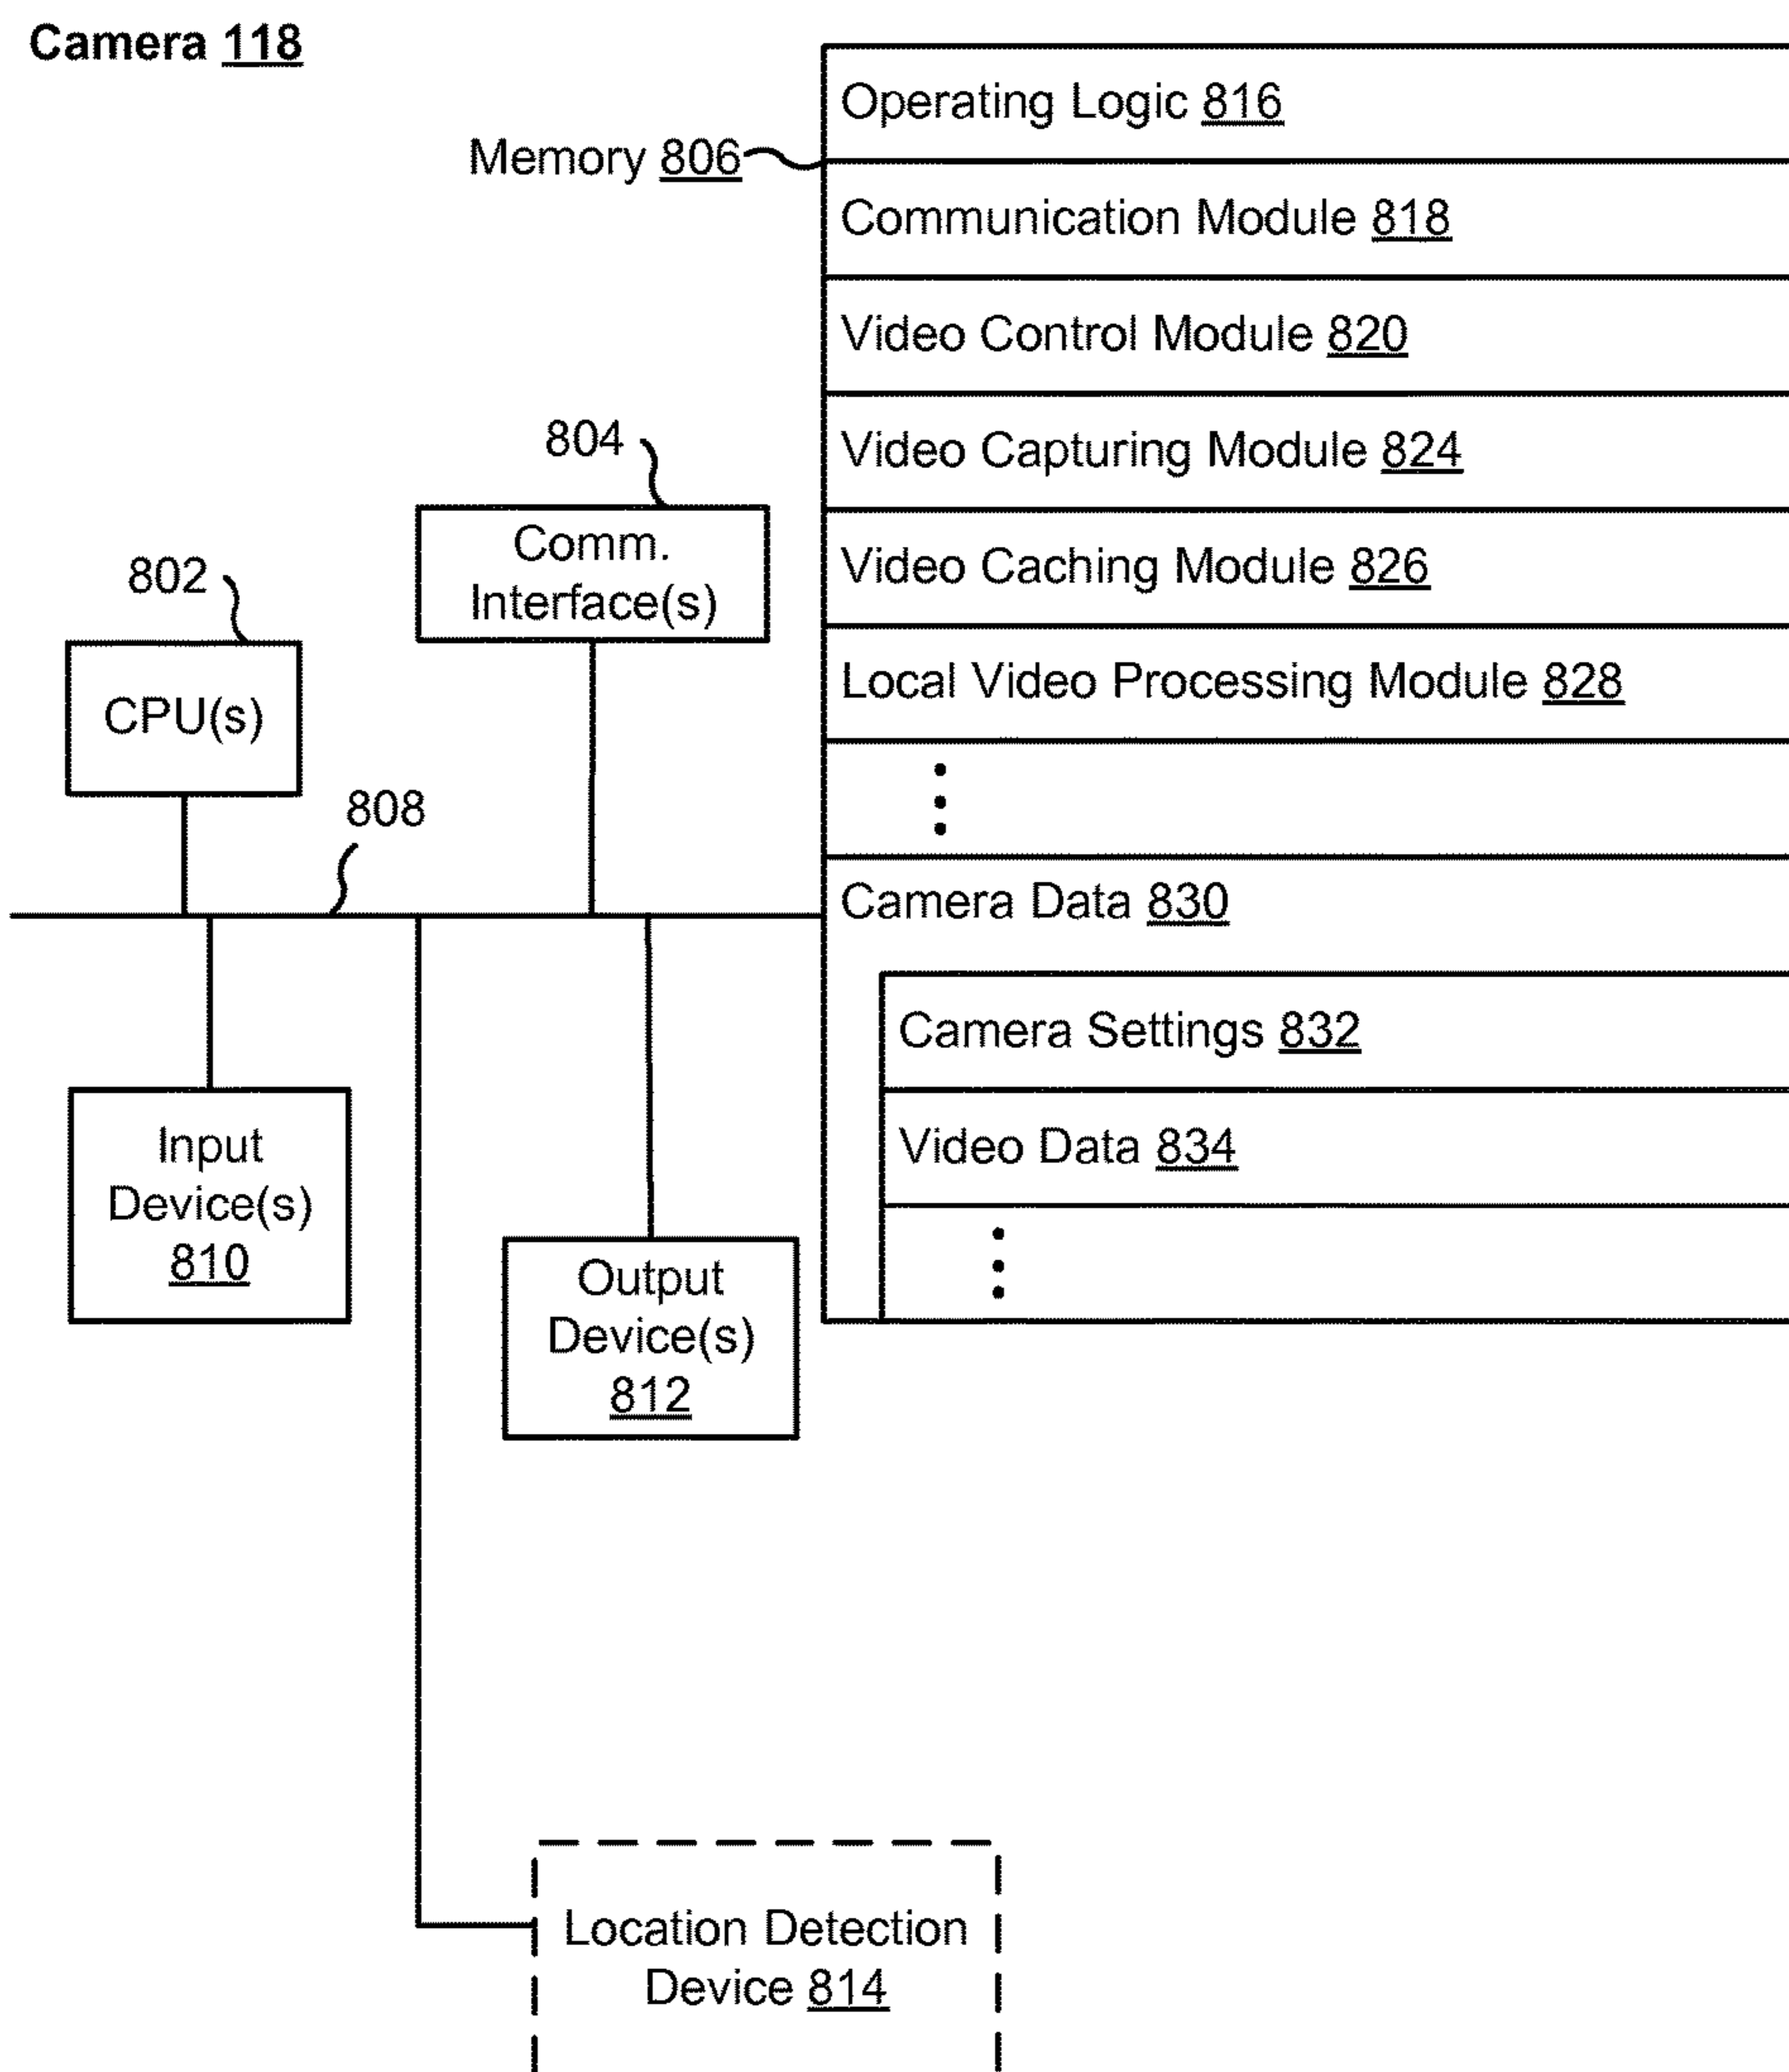 Camera 118
Operating Logic 816
Memory 806
Communication Module 818
Video Control Module 820
804
Video Capturing Module 824
Comm.
Interface(s)
802
Video Caching Module 826
CPU(s)
Local Video Processing Module 828
808
Camera Data 830
Camera Settings 832
Input
Device(s)
810
Video Data 834
Output
Device(s)
812
Location Detection
Device 814